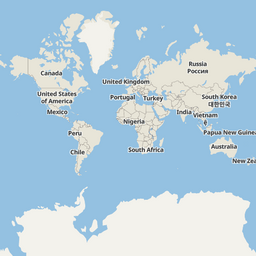 Russia
Россия
Canada
United Kingdom
United States
of America
Portugal
Turkey
South Korea
대한민국
Mexico
India
Vietnam
Nigeria
Peru
Papua New Guinea
Chile
South Africa
Australia
New Zea